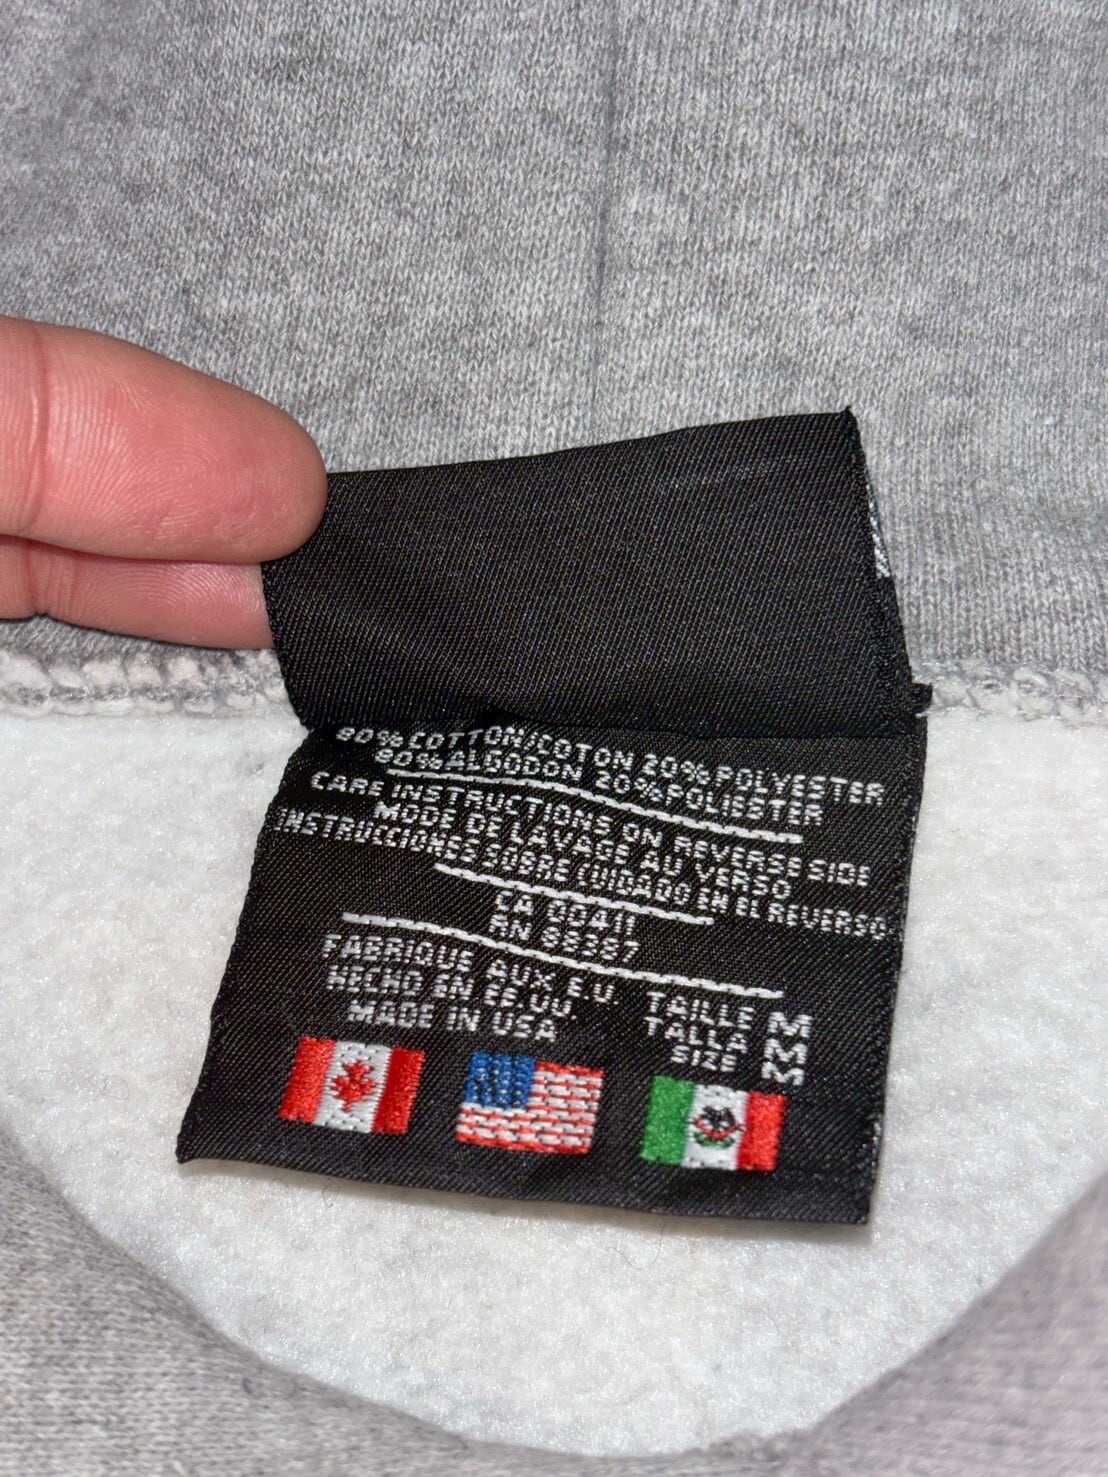 80% COTTON/COTON 20% POLYESTER
80% ALGODON 20% POLIESTER
CARE INSTRUCTIONS ON REVERSE SIDE
MODE DE LAVAGE AU VERSO
INSTRUCCIONES SOBRE CUIDADO EN EL REVERSO
CA
RN
FABRIQUE AUX E U.
HECHO EN EE UU.
MADE IN USA
TAILLE M
TALLA M
SIZE M